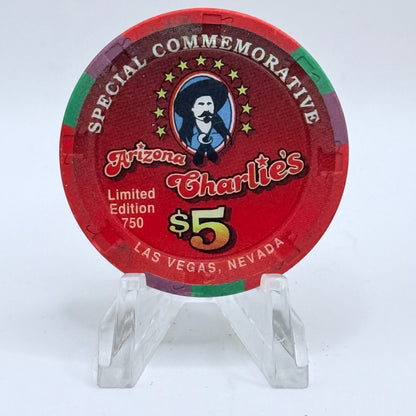 SPECIAL COMMEMORATIVE
Arizona
Charlie's
Limited
Edition
750
$5
LAS VEGAS, NEVADA